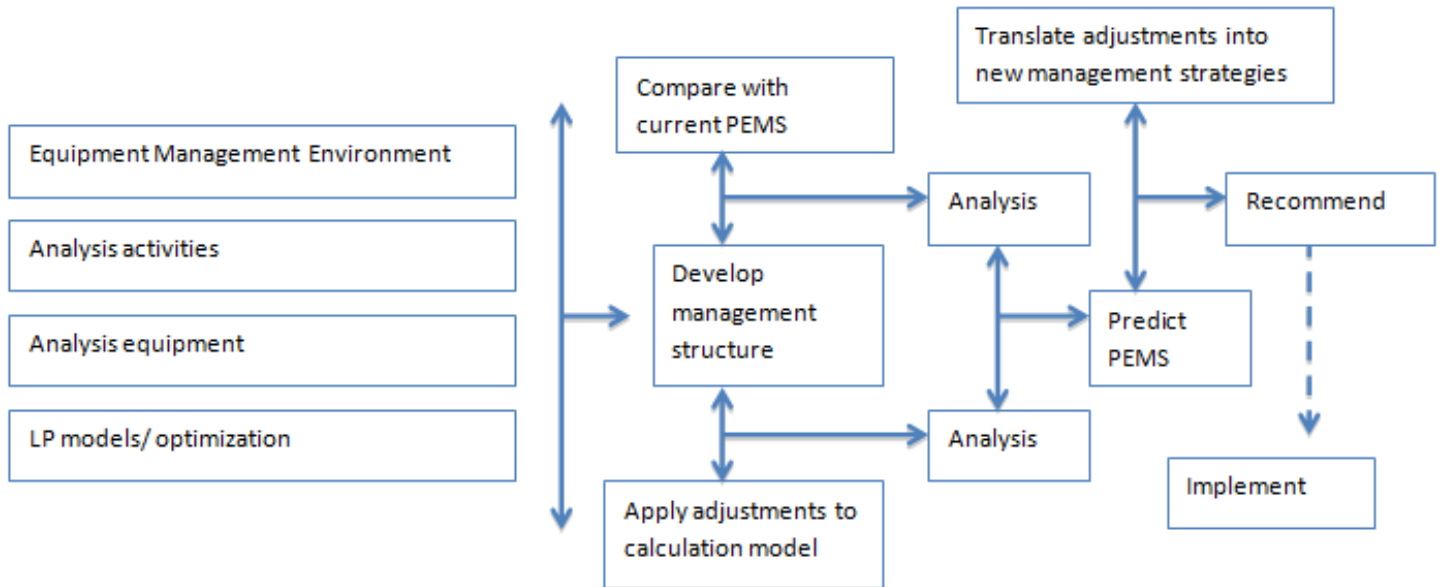 Equipment Management Environment
Analysis activities
Analysis equipment
LP models/ optimization
Compare with
current PEMS
Develop
management
structure
Apply adjustments to
calculation model
Analysis
Analysis
Translate adjustments into
new management strategies
Predict
PEMS
Recommend
Implement